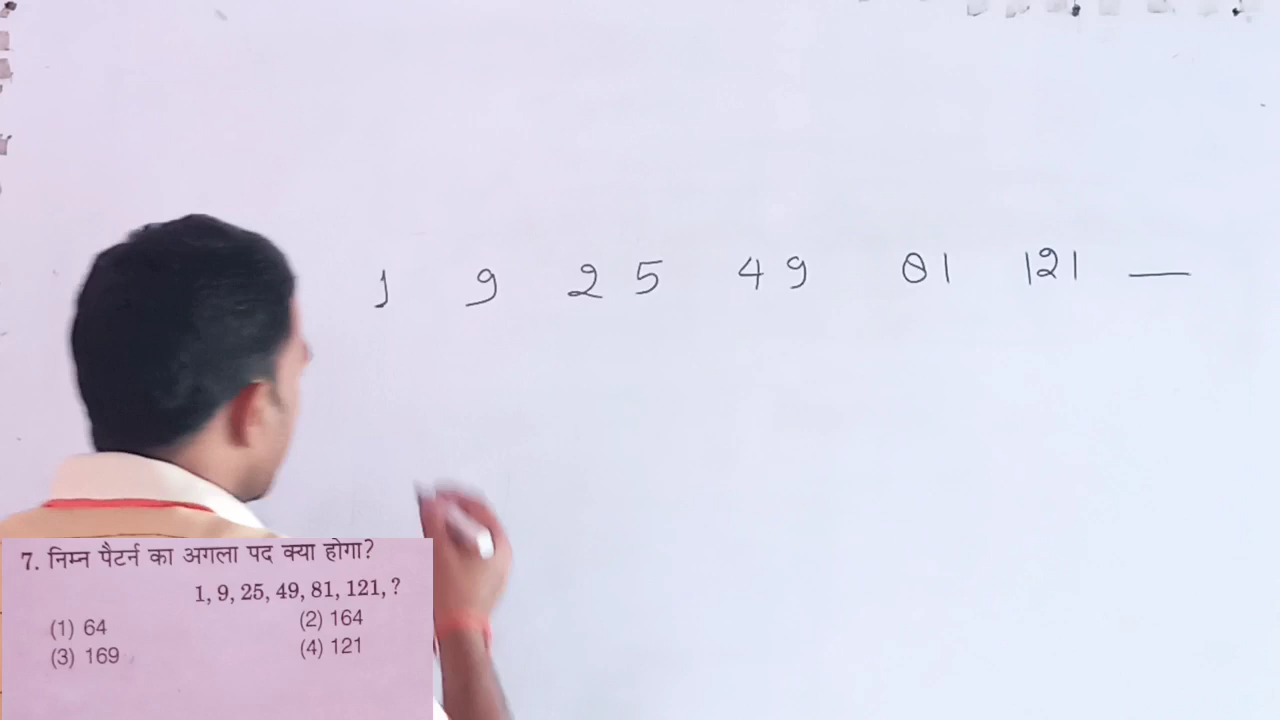 1 9 25 49 81 121 __
7. निम्न पैटर्न का अगला पद क्या होगा?
1, 9, 25, 49, 81, 121, ?
(1) 64 (2) 164
(3) 169 (4) 121